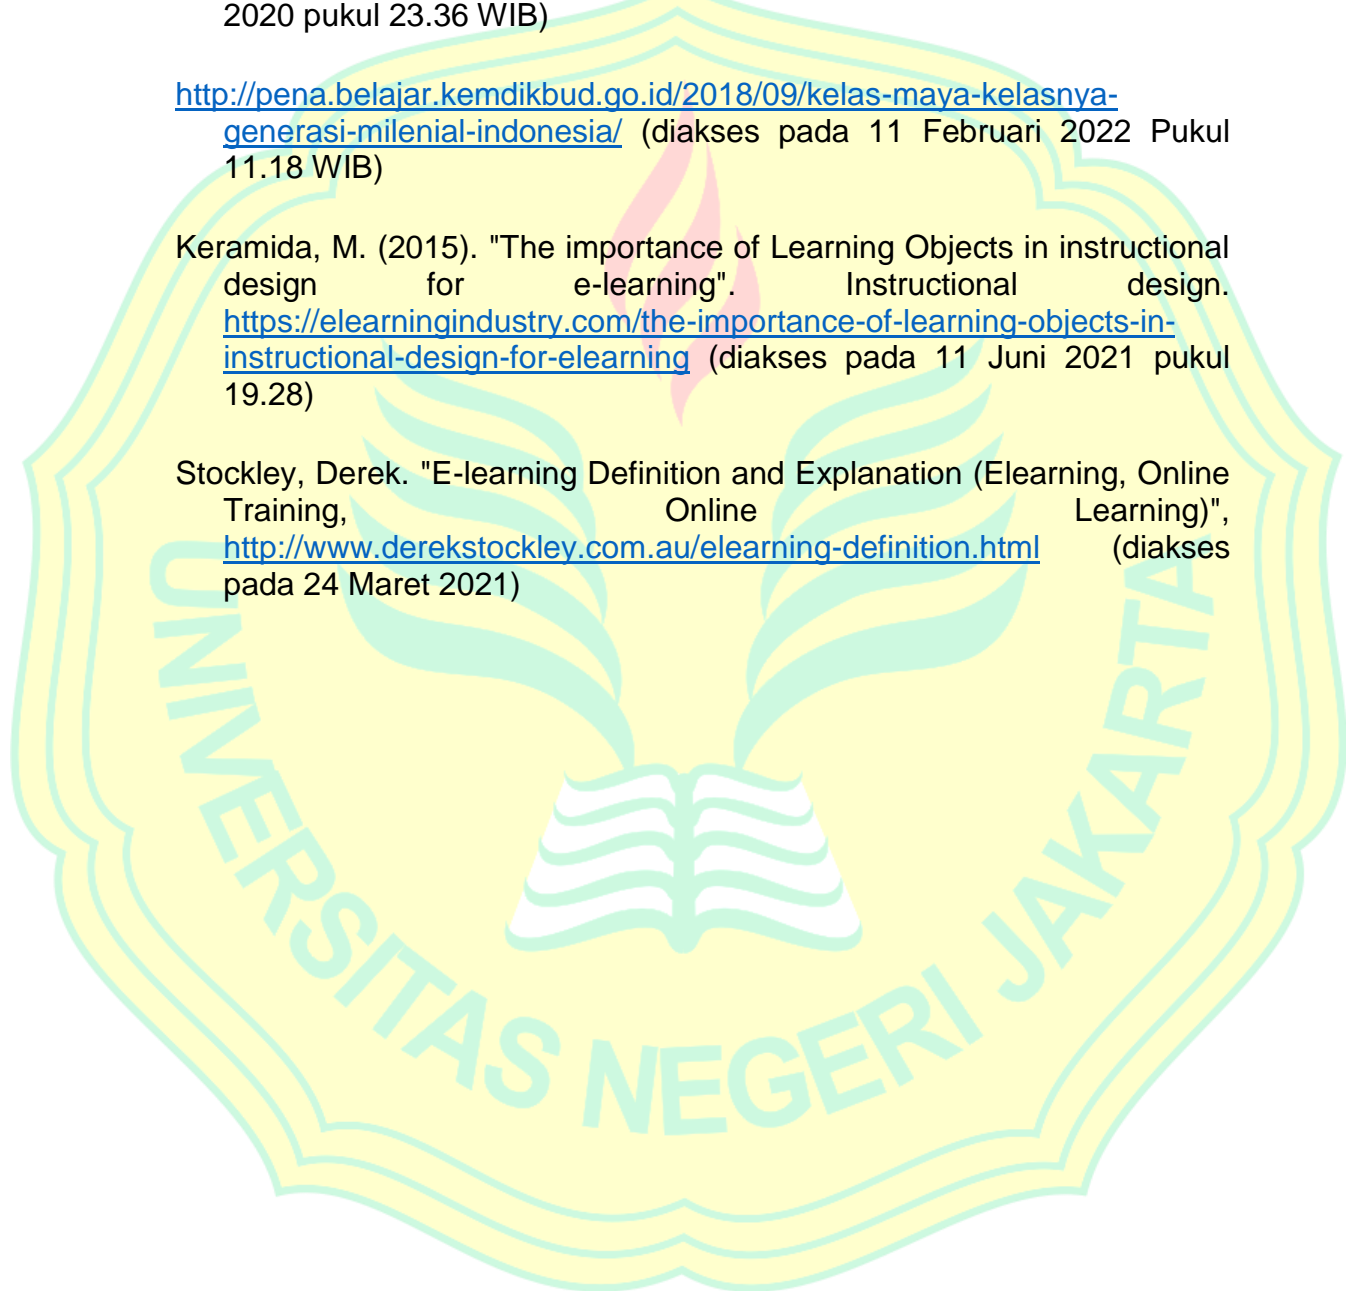 2020 pukul 23.36 WIB)
http://pena.belajar.kemdikbud.go.id/2018/09/kelas-maya-kelasnya-
generasi-milenial-indonesia/ (diakses pada 11 Februari 2022 Pukul
11.18 WIB)
Keramida, M. (2015). "The importance of Learning Objects in instructional
design for e-learning". Instructional design.
https://elearningindustry.com/the-importance-of-learning-objects-in-
instructional-design-for-elearning (diakses pada 11 Juni 2021 pukul
19.28)
Stockley, Derek. "E-learning Definition and Explanation (Elearning, Online
Training, Online Learning)",
http://www.derekstockley.com.au/elearning-definition.html (diakses
pada 24 Maret 2021)
UNIVERSITAS NEGERI JAKARTA